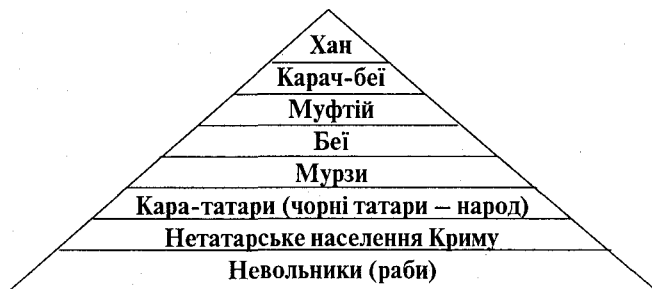 Хан
Карач-беї
Муфтій
Беї
Мурзи
Кара-татари (чорні татари – народ)
Нетатарське населення Криму
Невольники (раби)